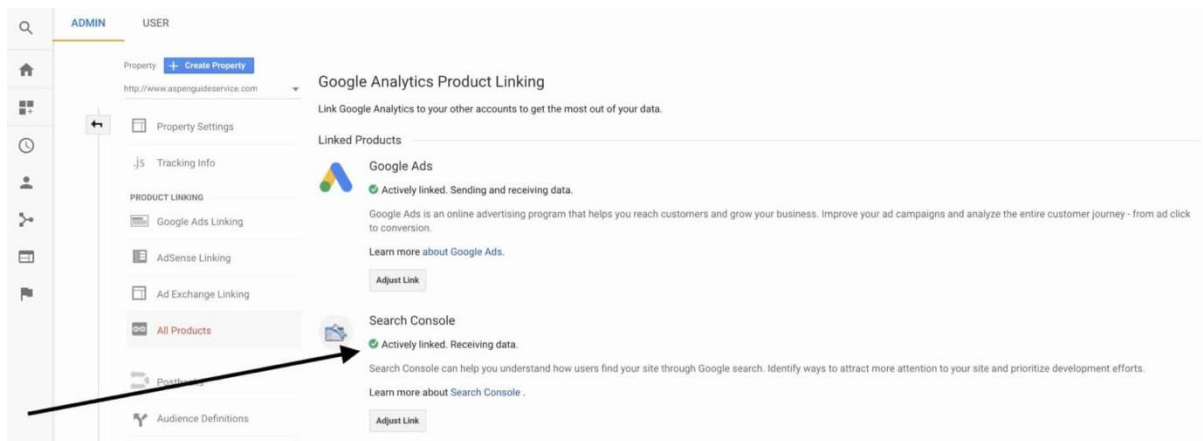 ADMIN
USER
Property + Create Property
http://www.aspenguideservice.com
Property Settings
.js Tracking Info
PRODUCT LINKING
Google Ads Linking
AdSense Linking
Ad Exchange Linking
All Products
Postbacks
Audience Definitions
Google Analytics Product Linking
Link Google Analytics to your other accounts to get the most out of your data.
Linked Products
Google Ads
Actively linked. Sending and receiving data.
Google Ads is an online advertising program that helps you reach customers and grow your business. Improve your ad campaigns and analyze the entire customer journey - from ad click
to conversion.
Learn more about Google Ads.
Adjust Link
Search Console
Actively linked. Receiving data.
Search Console can help you understand how users find your site through Google search. Identify ways to attract more attention to your site and prioritize development efforts.
Learn more about Search Console .
Adjust Link